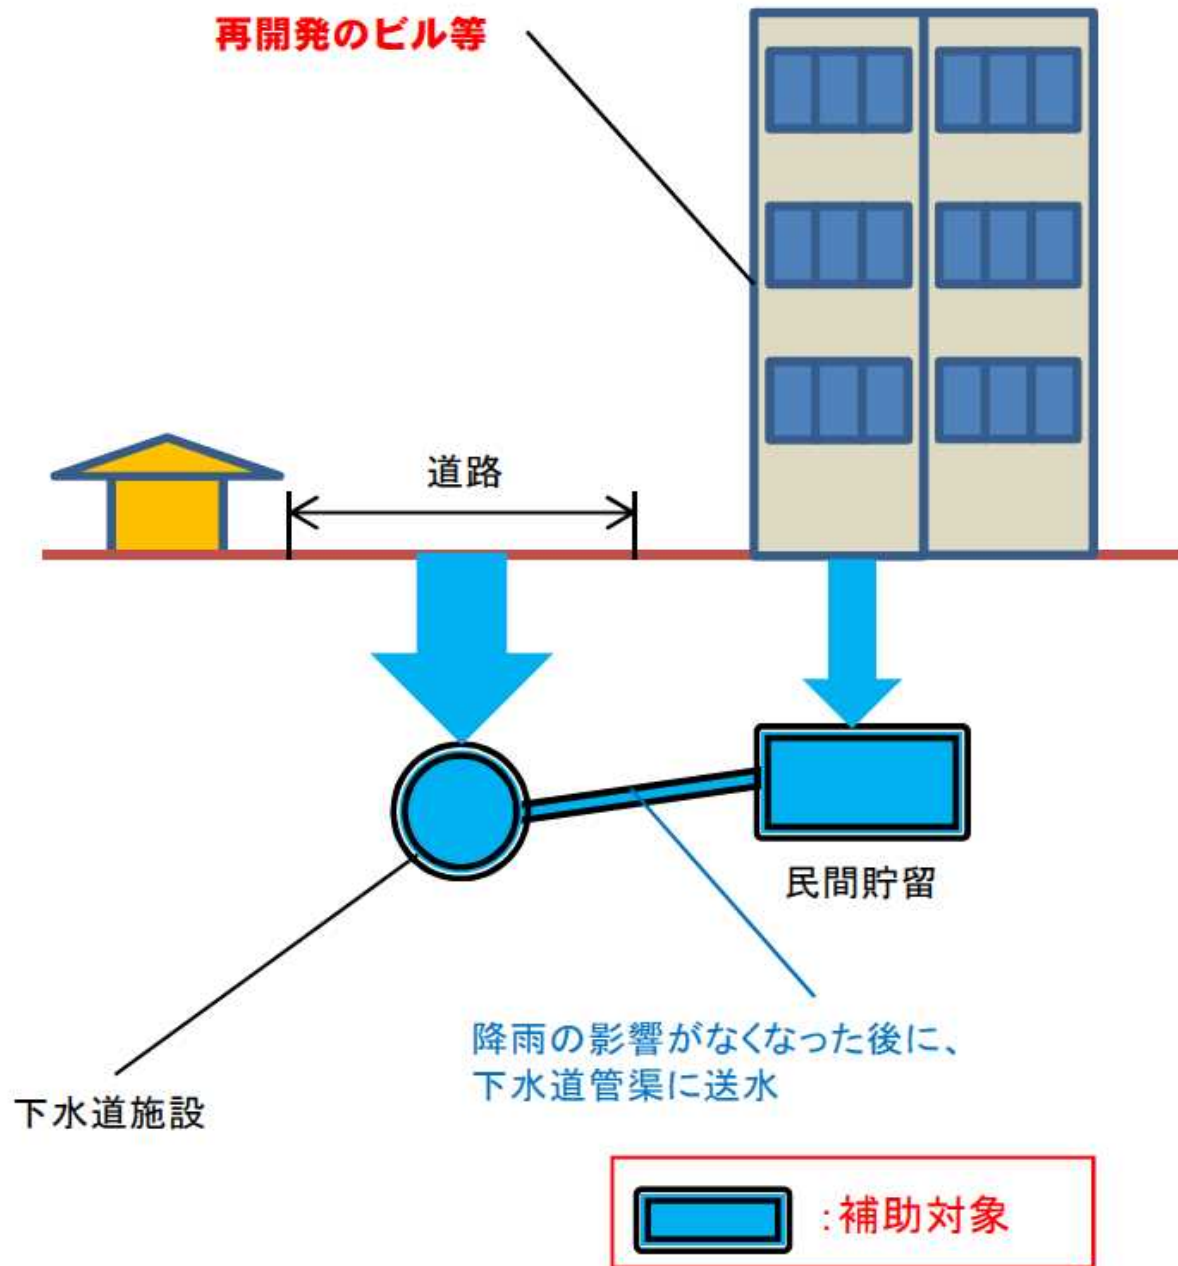 再開発のビル等
道路
民間貯留
降雨の影響がなくなった後に、
下水道管渠に送水
下水道施設
：補助対象